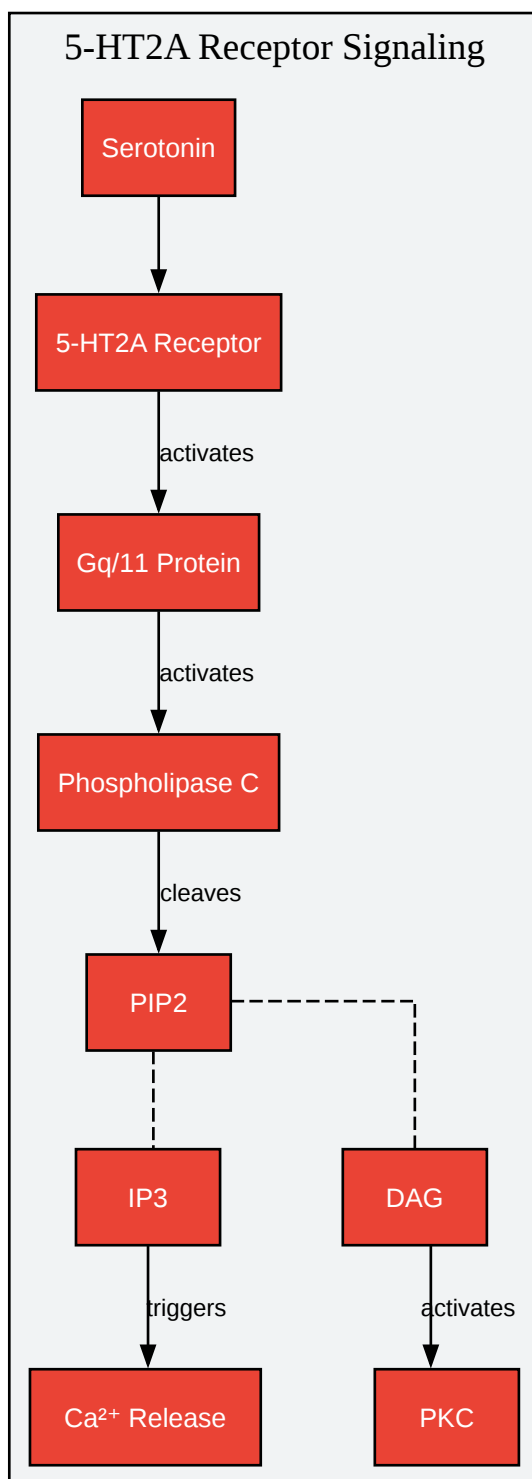 5-HT2A Receptor Signaling
Serotonin
5-HT2A Receptor
activates
Gq/11 Protein
activates
Phospholipase C
cleaves
PIP2
IP3
DAG
triggers
activates
Ca²⁺ Release
PKC